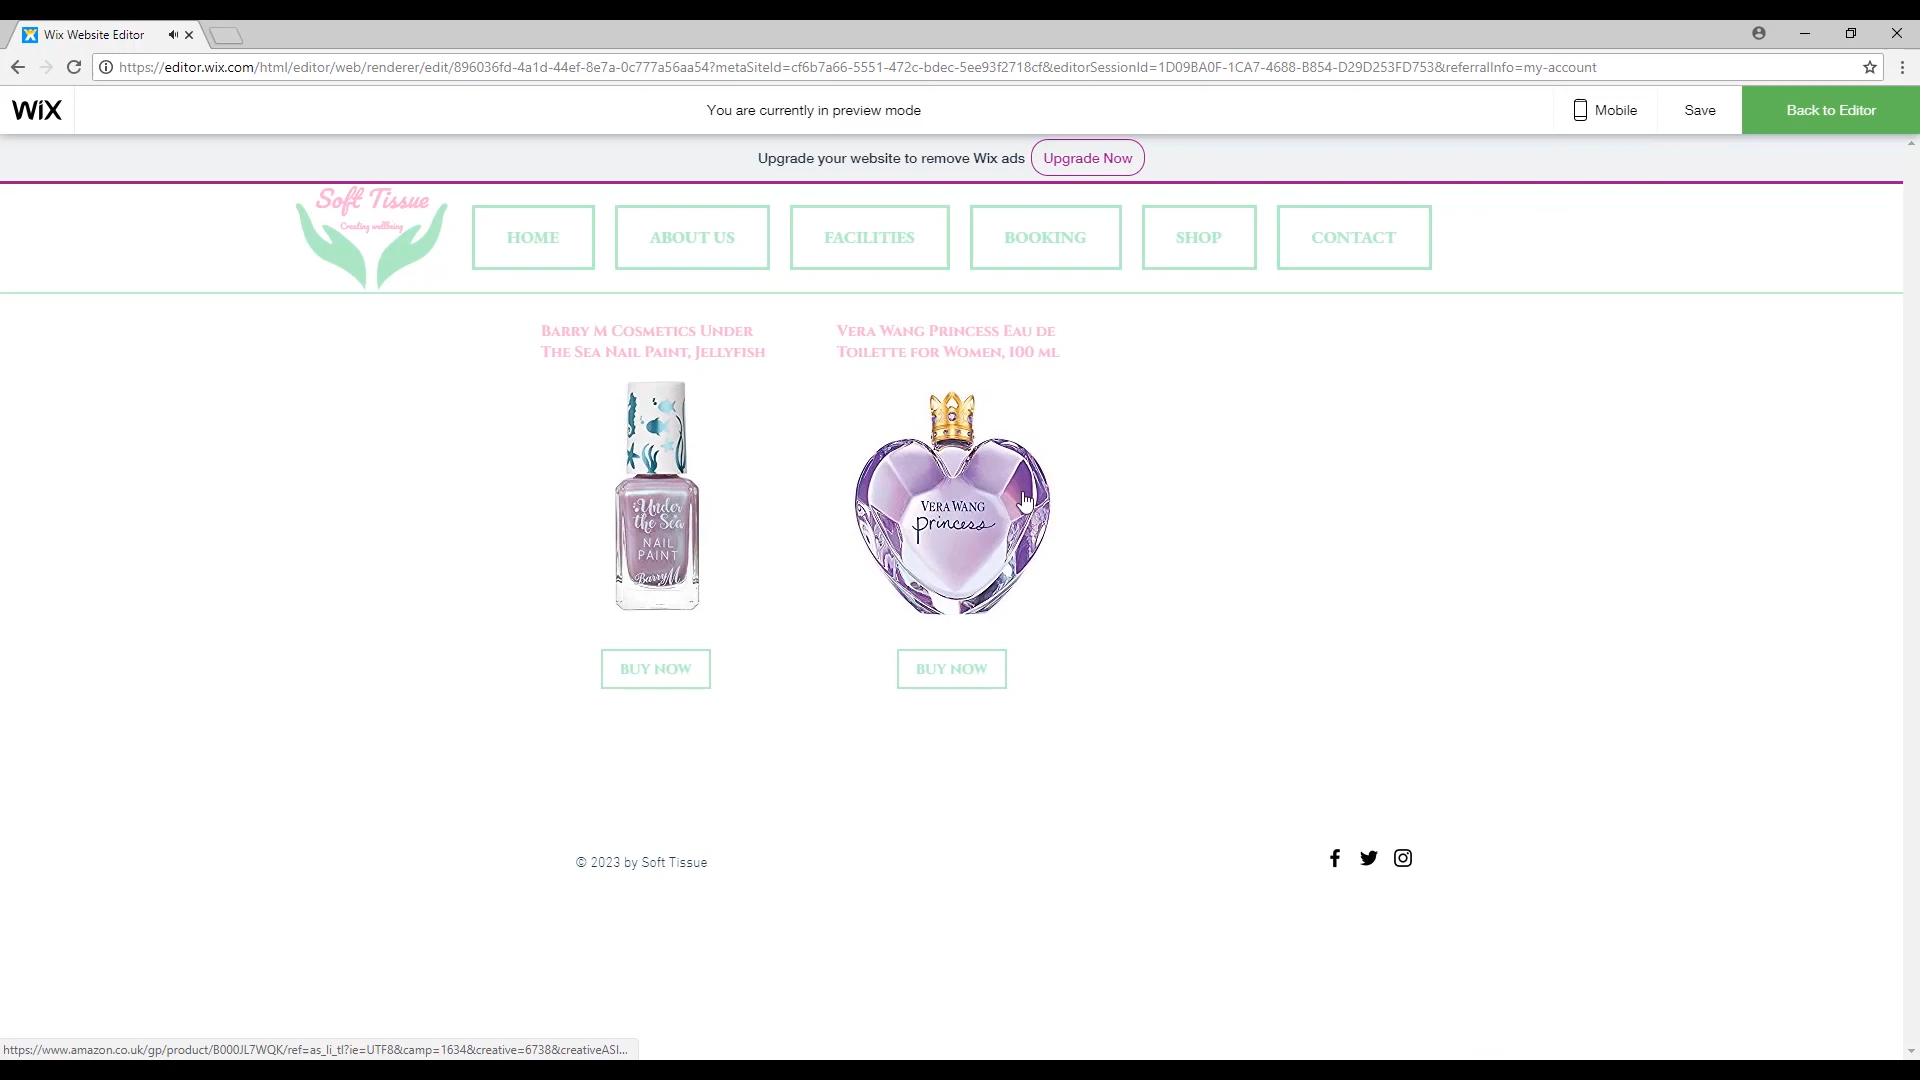 Wix Website Editor
https://editor.wix.com/html/editor/web/renderer/edit/896036fd-4a1d-44ef-8e7a-0c777a56aa54?metaSiteId=cf6b7a66-5551-472c-bdec-5ee93f2718cf&editorSessionId=1D09BA0F-1CA7-4688-B854-D29D253FD753&referralInfo=my-account
WiX
You are currently in preview mode
Mobile
Save
Back to Editor
Upgrade your website to remove Wix ads
Upgrade Now
Soft Tissue
Creating wellbeing
HOME
ABOUT US
FACILITIES
BOOKING
SHOP
CONTACT
Barry M Cosmetics Under
The Sea Nail Paint, Jellyfish
Vera Wang Princess Eau de
Toilette for Women, 100 ml
Under
the Sea
NAIL
PAINT
Barry M
VERA WANG
princess
BUY NOW
BUY NOW
© 2023 by Soft Tissue
https://www.amazon.co.uk/gp/product/B000JL7WQK/ref=as_li_tl?ie=UTF8&camp=1634&creative=6738&creativeASI...